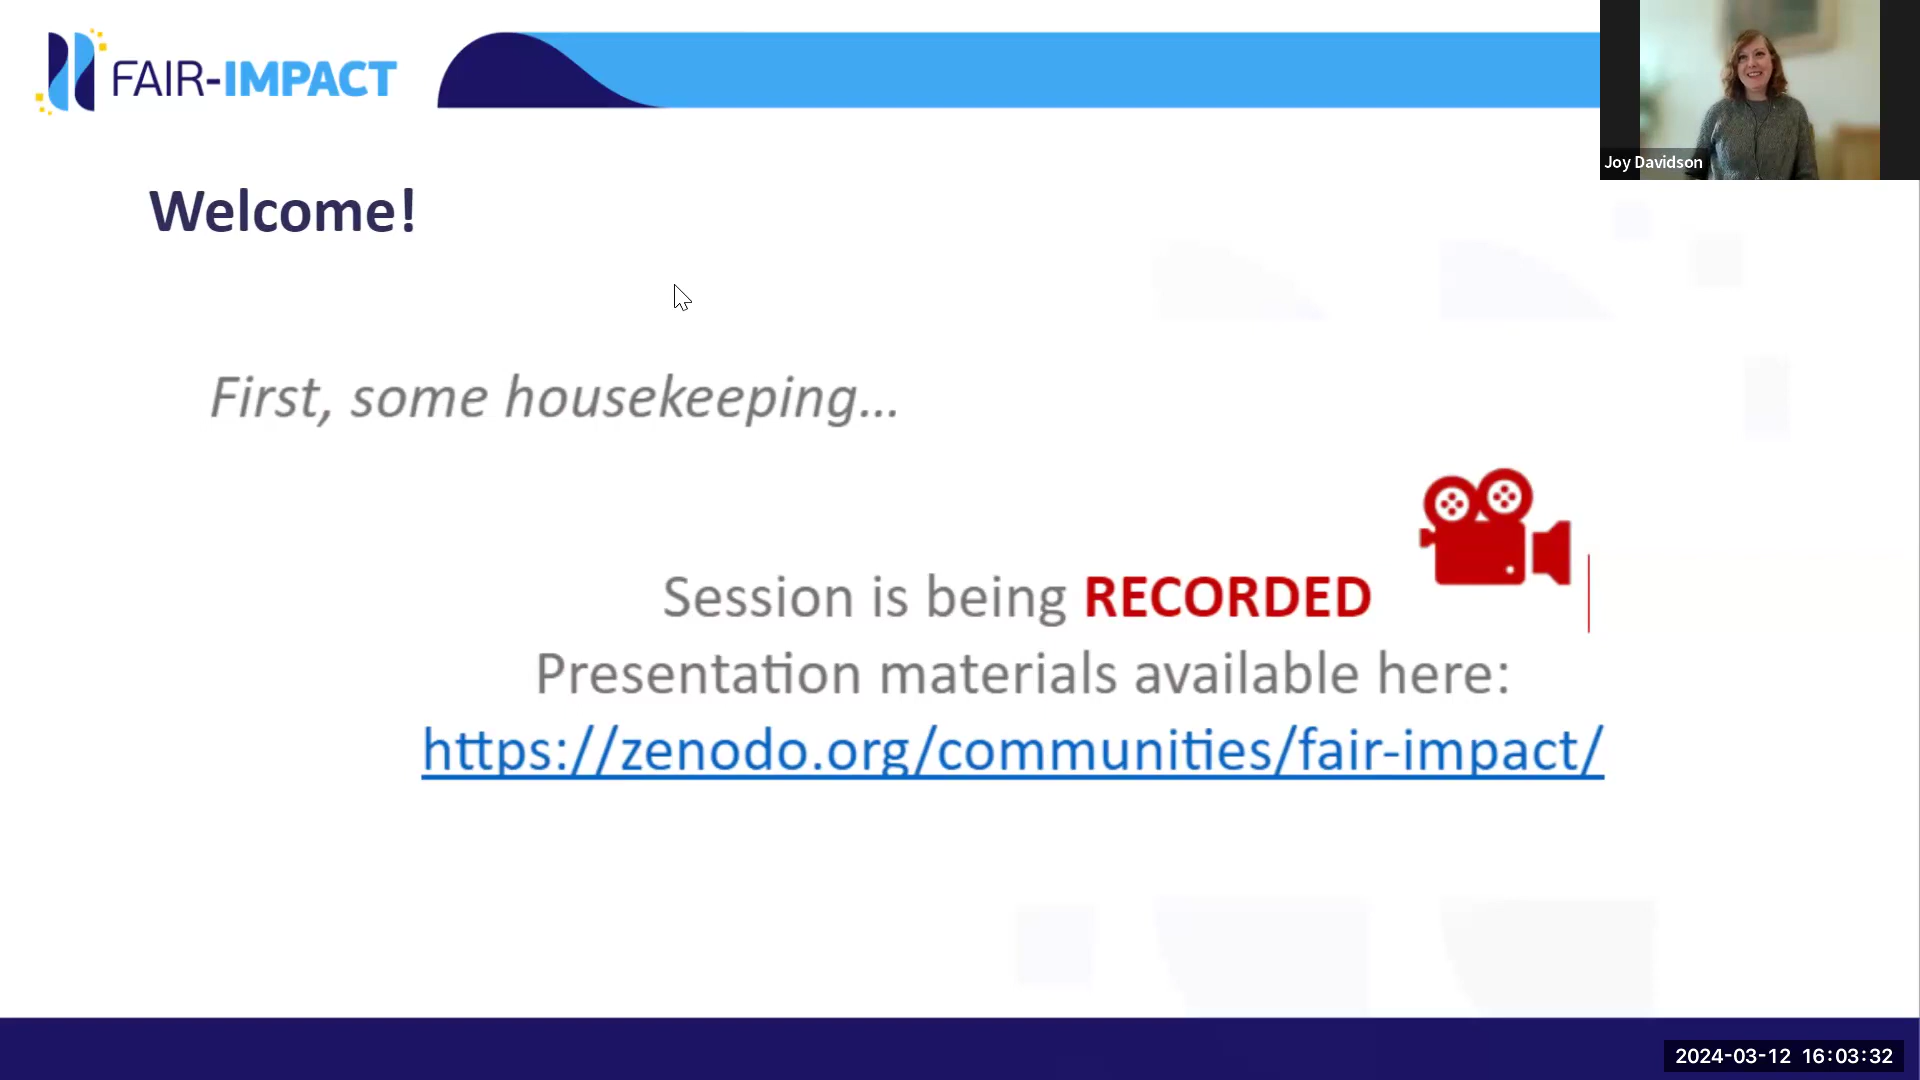 FAIR-IMPACT
Joy Davidson
Welcome!
First, some housekeeping...
Session is being RECORDED
Presentation materials available here:
https://zenodo.org/communities/fair-impact/
2024-03-12 16:03:32